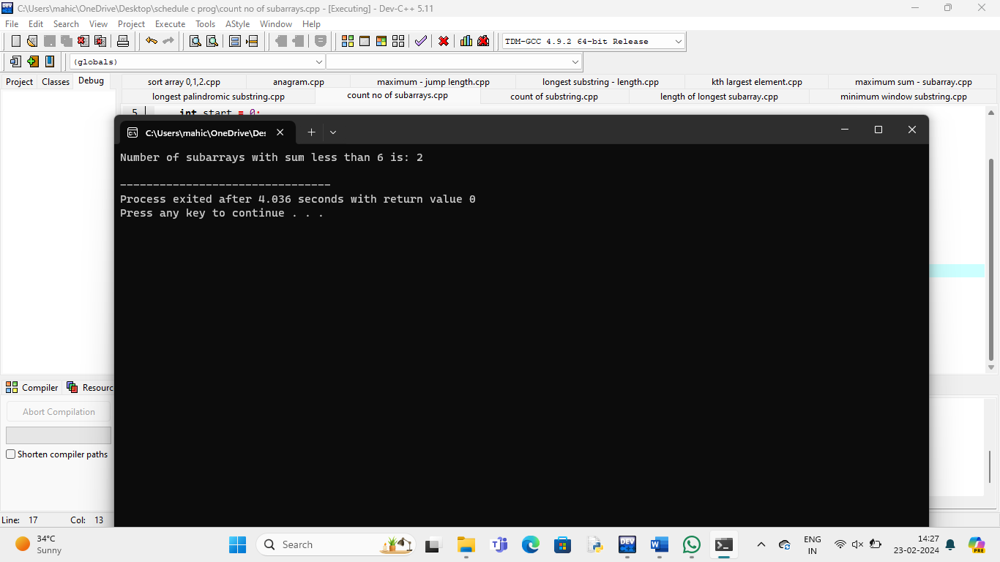 C:\Users\mahic\OneDrive\Desktop\schedule c prog\count no of subarrays.cpp - [Executing] - Dev-C++ 5.11
File Edit Search View Project Execute Tools AStyle Window Help
TDM-GCC 4.9.2 64-bit Release
(globals)
Project Classes Debug
sort array 0,1,2.cpp anagram.cpp maximum - jump length.cpp longest substring - length.cpp kth largest element.cpp maximum sum - subarray.cpp
longest palindromic substring.cpp count no of subarrays.cpp count of substring.cpp length of longest subarray.cpp minimum window substring.cpp
5 int start = 0;
C:\Users\mahic\OneDrive\Des
Number of subarrays with sum less than 6 is: 2
--------------------------------
Process exited after 4.036 seconds with return value 0
Press any key to continue . . .
Compiler Resourc
Abort Compilation
Shorten compiler paths
Line: 17 Col: 13
34°C
Sunny
Search
DEV
C++
W
ENG
IN
14:27
23-02-2024
PRE